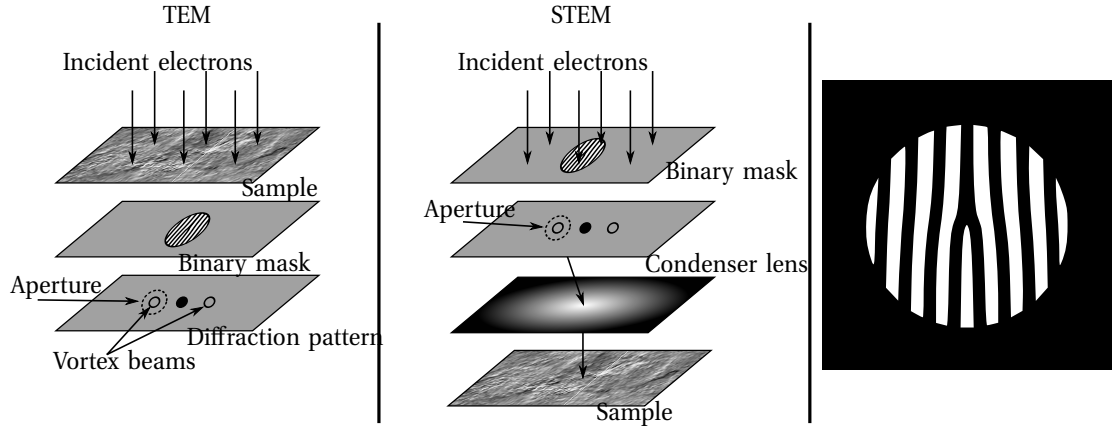 TEM
Incident electrons
Sample
Binary mask
Aperture
Diffraction pattern
Vortex beams
STEM
Incident electrons
Binary mask
Aperture
Condenser lens
Sample